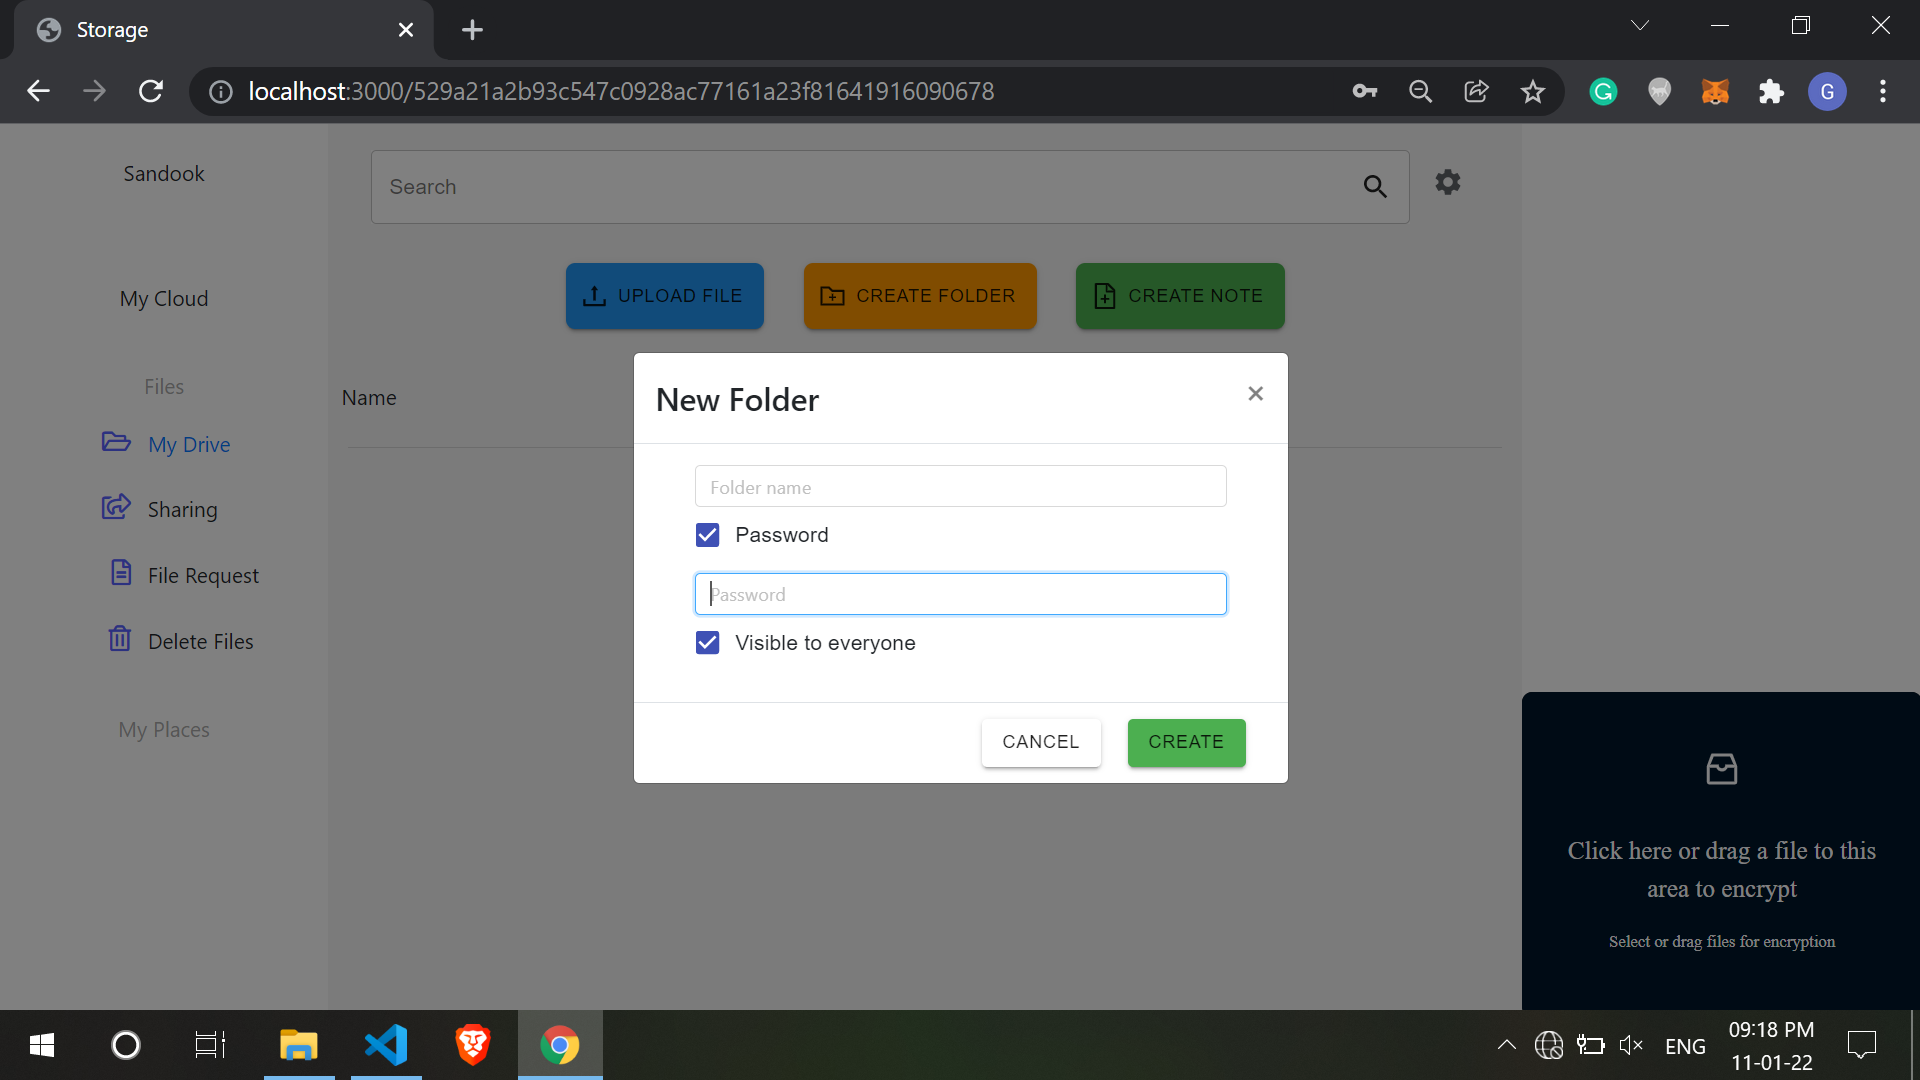 Storage
localhost:3000/529a21a2b93c547c0928ac77161a23f81641916090678
G
Sandook
Search
My Cloud
UPLOAD FILE
CREATE FOLDER
CREATE NOTE
Files
Name
My Drive
Sharing
File Request
Delete Files
My Places
New Folder
Folder name
Password
Password
Visible to everyone
CANCEL
CREATE
Click here or drag a file to this
area to encrypt
Select or drag files for encryption
ENG
09:18 PM
11-01-22